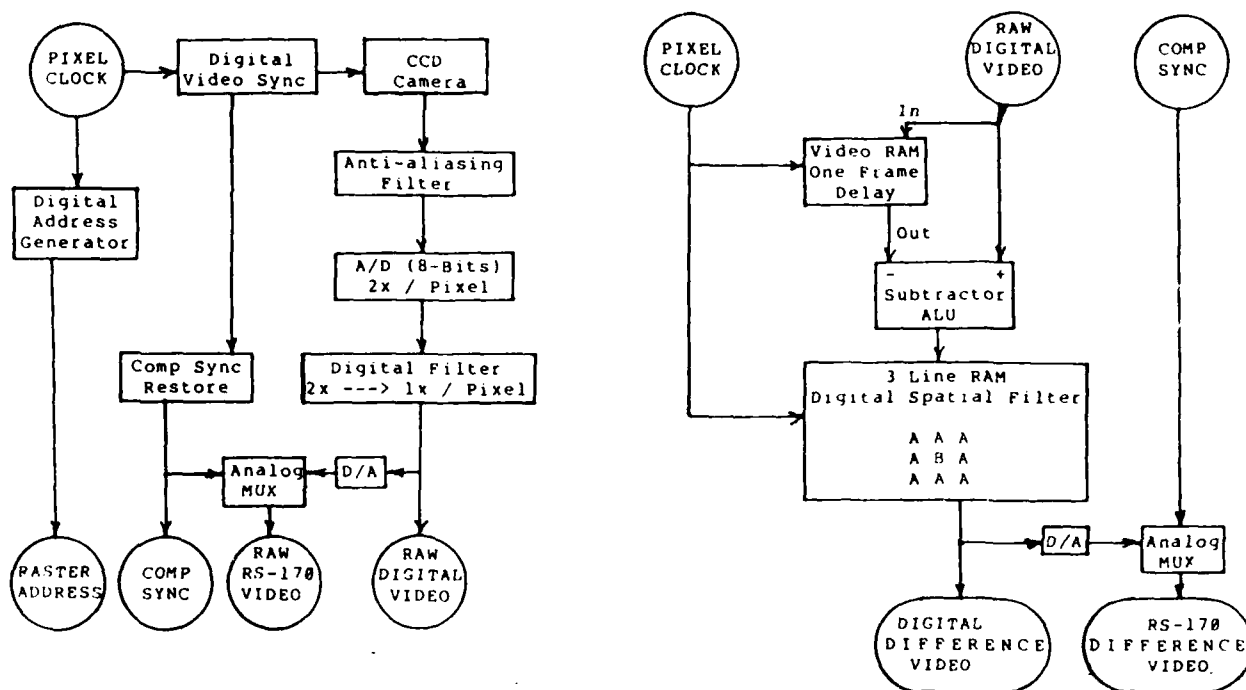 PIXEL
CLOCK
Digital
Video Sync
CCD
Camera
Anti-aliasing
Filter
Digital
Address
Generator
A/D (8-Bits)
2x / Pixel
Comp Sync
Restore
Digital Filter
2x ---> 1x / Pixel
Analog
MUX
D/A
RASTER
ADDRESS
COMP
SYNC
RAW
RS-170
VIDEO
RAW
DIGITAL
VIDEO
PIXEL
CLOCK
RAW
DIGITAL
VIDEO
COMP
SYNC
In
Video RAM
One Frame
Delay
Out
- +
Subtractor
ALU
3 Line RAM
Digital Spatial Filter
A A A
A B A
A A A
D/A
Analog
MUX
DIGITAL
DIFFERENCE
VIDEO
RS-170
DIFFERENCE
VIDEO